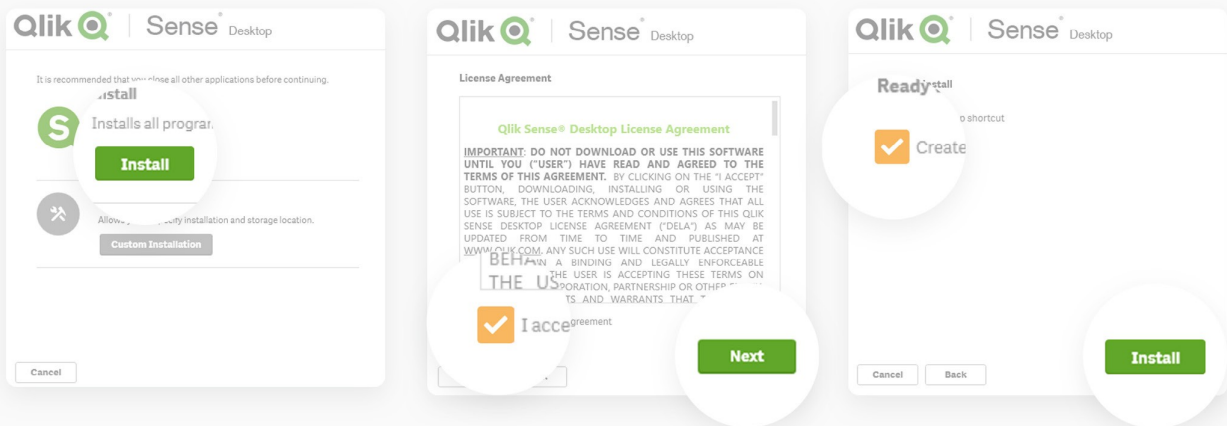 Qlik Sense® Desktop
It is recommended that you close all other applications before continuing.
Install
Installs all program
Install
Allows specify installation and storage location.
Custom Installation
Cancel
Qlik Sense® Desktop
License Agreement
Qlik Sense® Desktop License Agreement
IMPORTANT: DO NOT DOWNLOAD OR USE THIS SOFTWARE
UNTIL YOU ("USER") HAVE READ AND AGREED TO THE
TERMS OF THIS AGREEMENT. BY CLICKING ON THE "I ACCEPT"
BUTTON, DOWNLOADING, INSTALLING OR USING THE
SOFTWARE, THE USER ACKNOWLEDGES AND AGREES THAT ALL
USE IS SUBJECT TO THE TERMS AND CONDITIONS OF THIS QLIK
SENSE DESKTOP LICENSE AGREEMENT ("DELA") AS MAY BE
UPDATED FROM TIME TO TIME AND PUBLISHED AT
WWW.QLIK.COM. ANY SUCH USE WILL CONSTITUTE ACCEPTANCE
A BINDING AND LEGALLY ENFORCEABLE
THE USER IS ACCEPTING THESE TERMS ON
PORATION, PARTNERSHIP OR OTHER
TS AND WARRANTS THAT
BEHA
THE US
I acce
greement
Next
Qlik Sense® Desktop
Ready stall
o shortcut
Create
Cancel
Back
Install